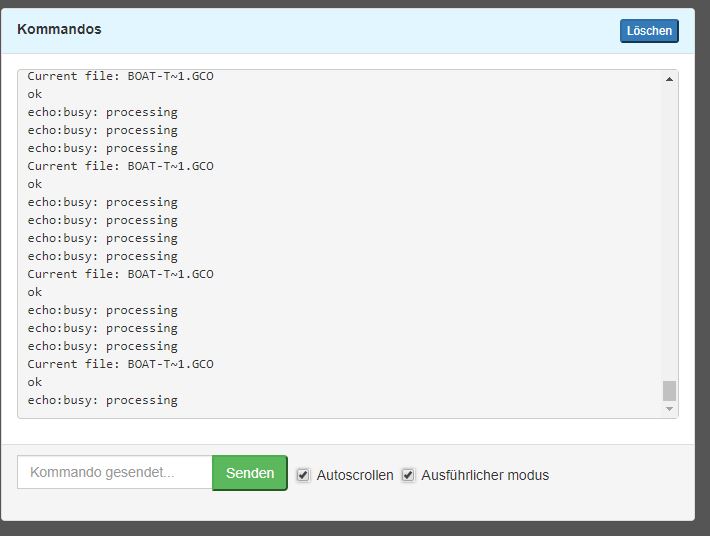 Kommandos
Löschen
Current file: BOAT-T~1.GCO
ok
echo:busy: processing
echo:busy: processing
echo:busy: processing
Current file: BOAT-T~1.GCO
ok
echo:busy: processing
echo:busy: processing
echo:busy: processing
echo:busy: processing
Current file: BOAT-T~1.GCO
ok
echo:busy: processing
echo:busy: processing
echo:busy: processing
Current file: BOAT-T~1.GCO
ok
echo:busy: processing
Kommando gesendet...
Senden
Autoscrollen
Ausführlicher modus